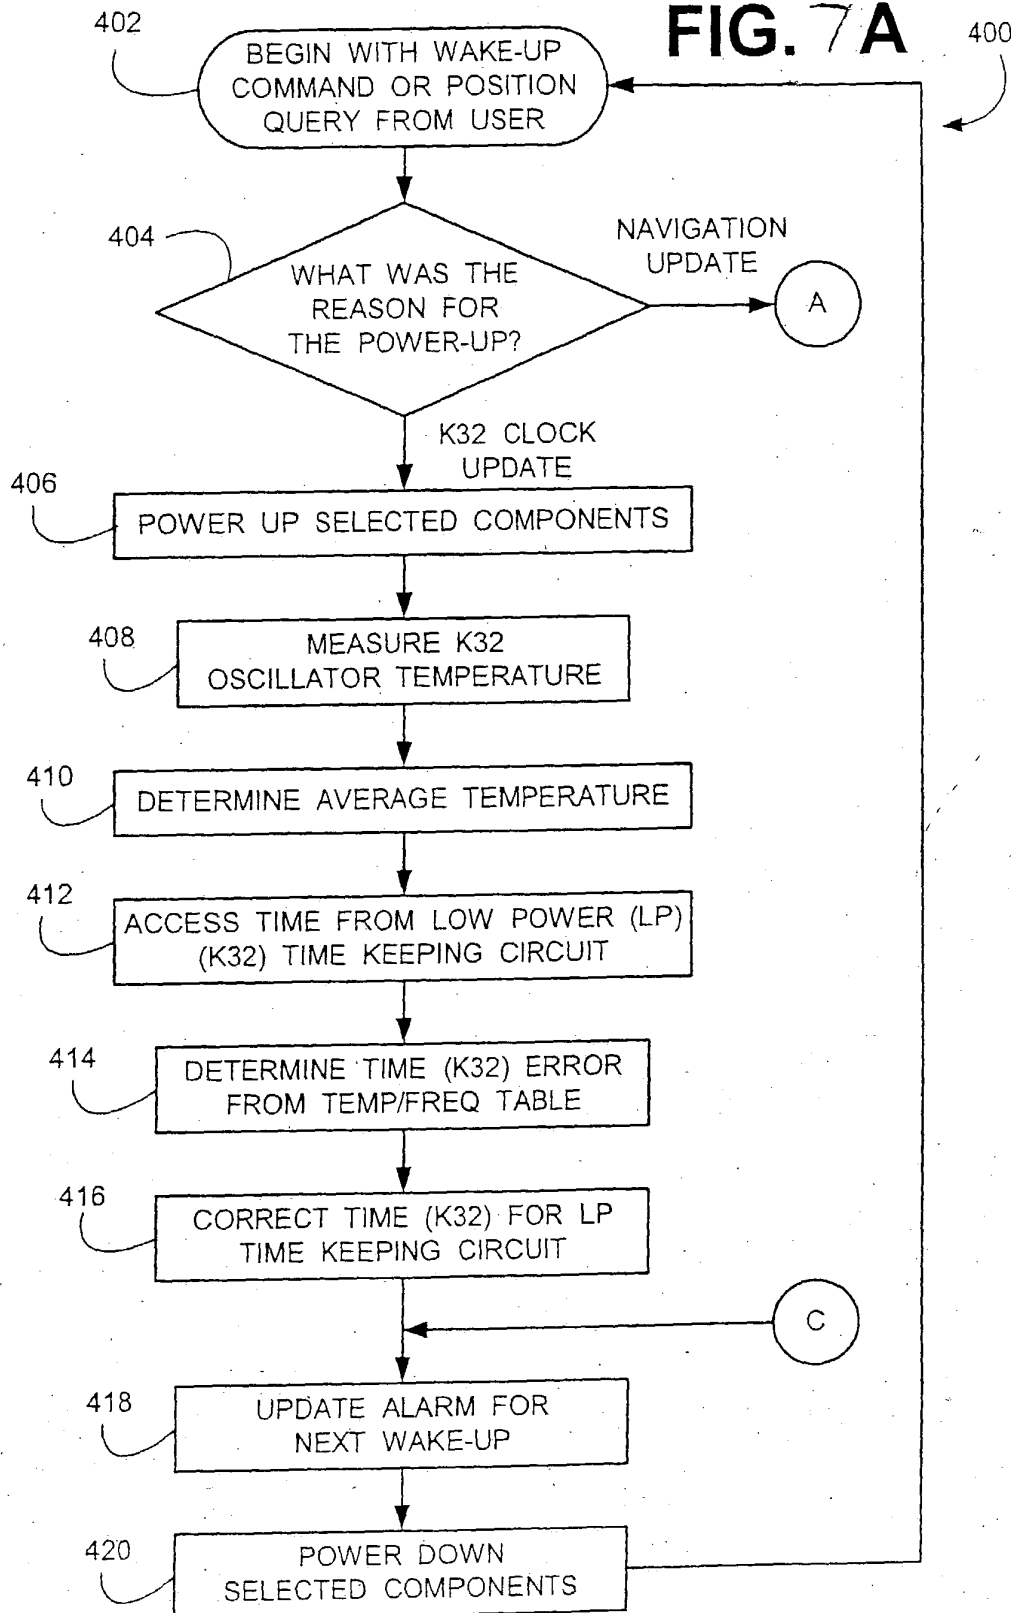 FIG. 7A
400
402
BEGIN WITH WAKE-UP
COMMAND OR POSITION
QUERY FROM USER
404
WHAT WAS THE
REASON FOR
THE POWER-UP?
NAVIGATION
UPDATE
A
K32 CLOCK
UPDATE
406
POWER UP SELECTED COMPONENTS
408
MEASURE K32
OSCILLATOR TEMPERATURE
410
DETERMINE AVERAGE TEMPERATURE
412
ACCESS TIME FROM LOW POWER (LP)
(K32) TIME KEEPING CIRCUIT
414
DETERMINE TIME (K32) ERROR
FROM TEMP/FREQ TABLE
416
CORRECT TIME (K32) FOR LP
TIME KEEPING CIRCUIT
C
418
UPDATE ALARM FOR
NEXT WAKE-UP
420
POWER DOWN
SELECTED COMPONENTS